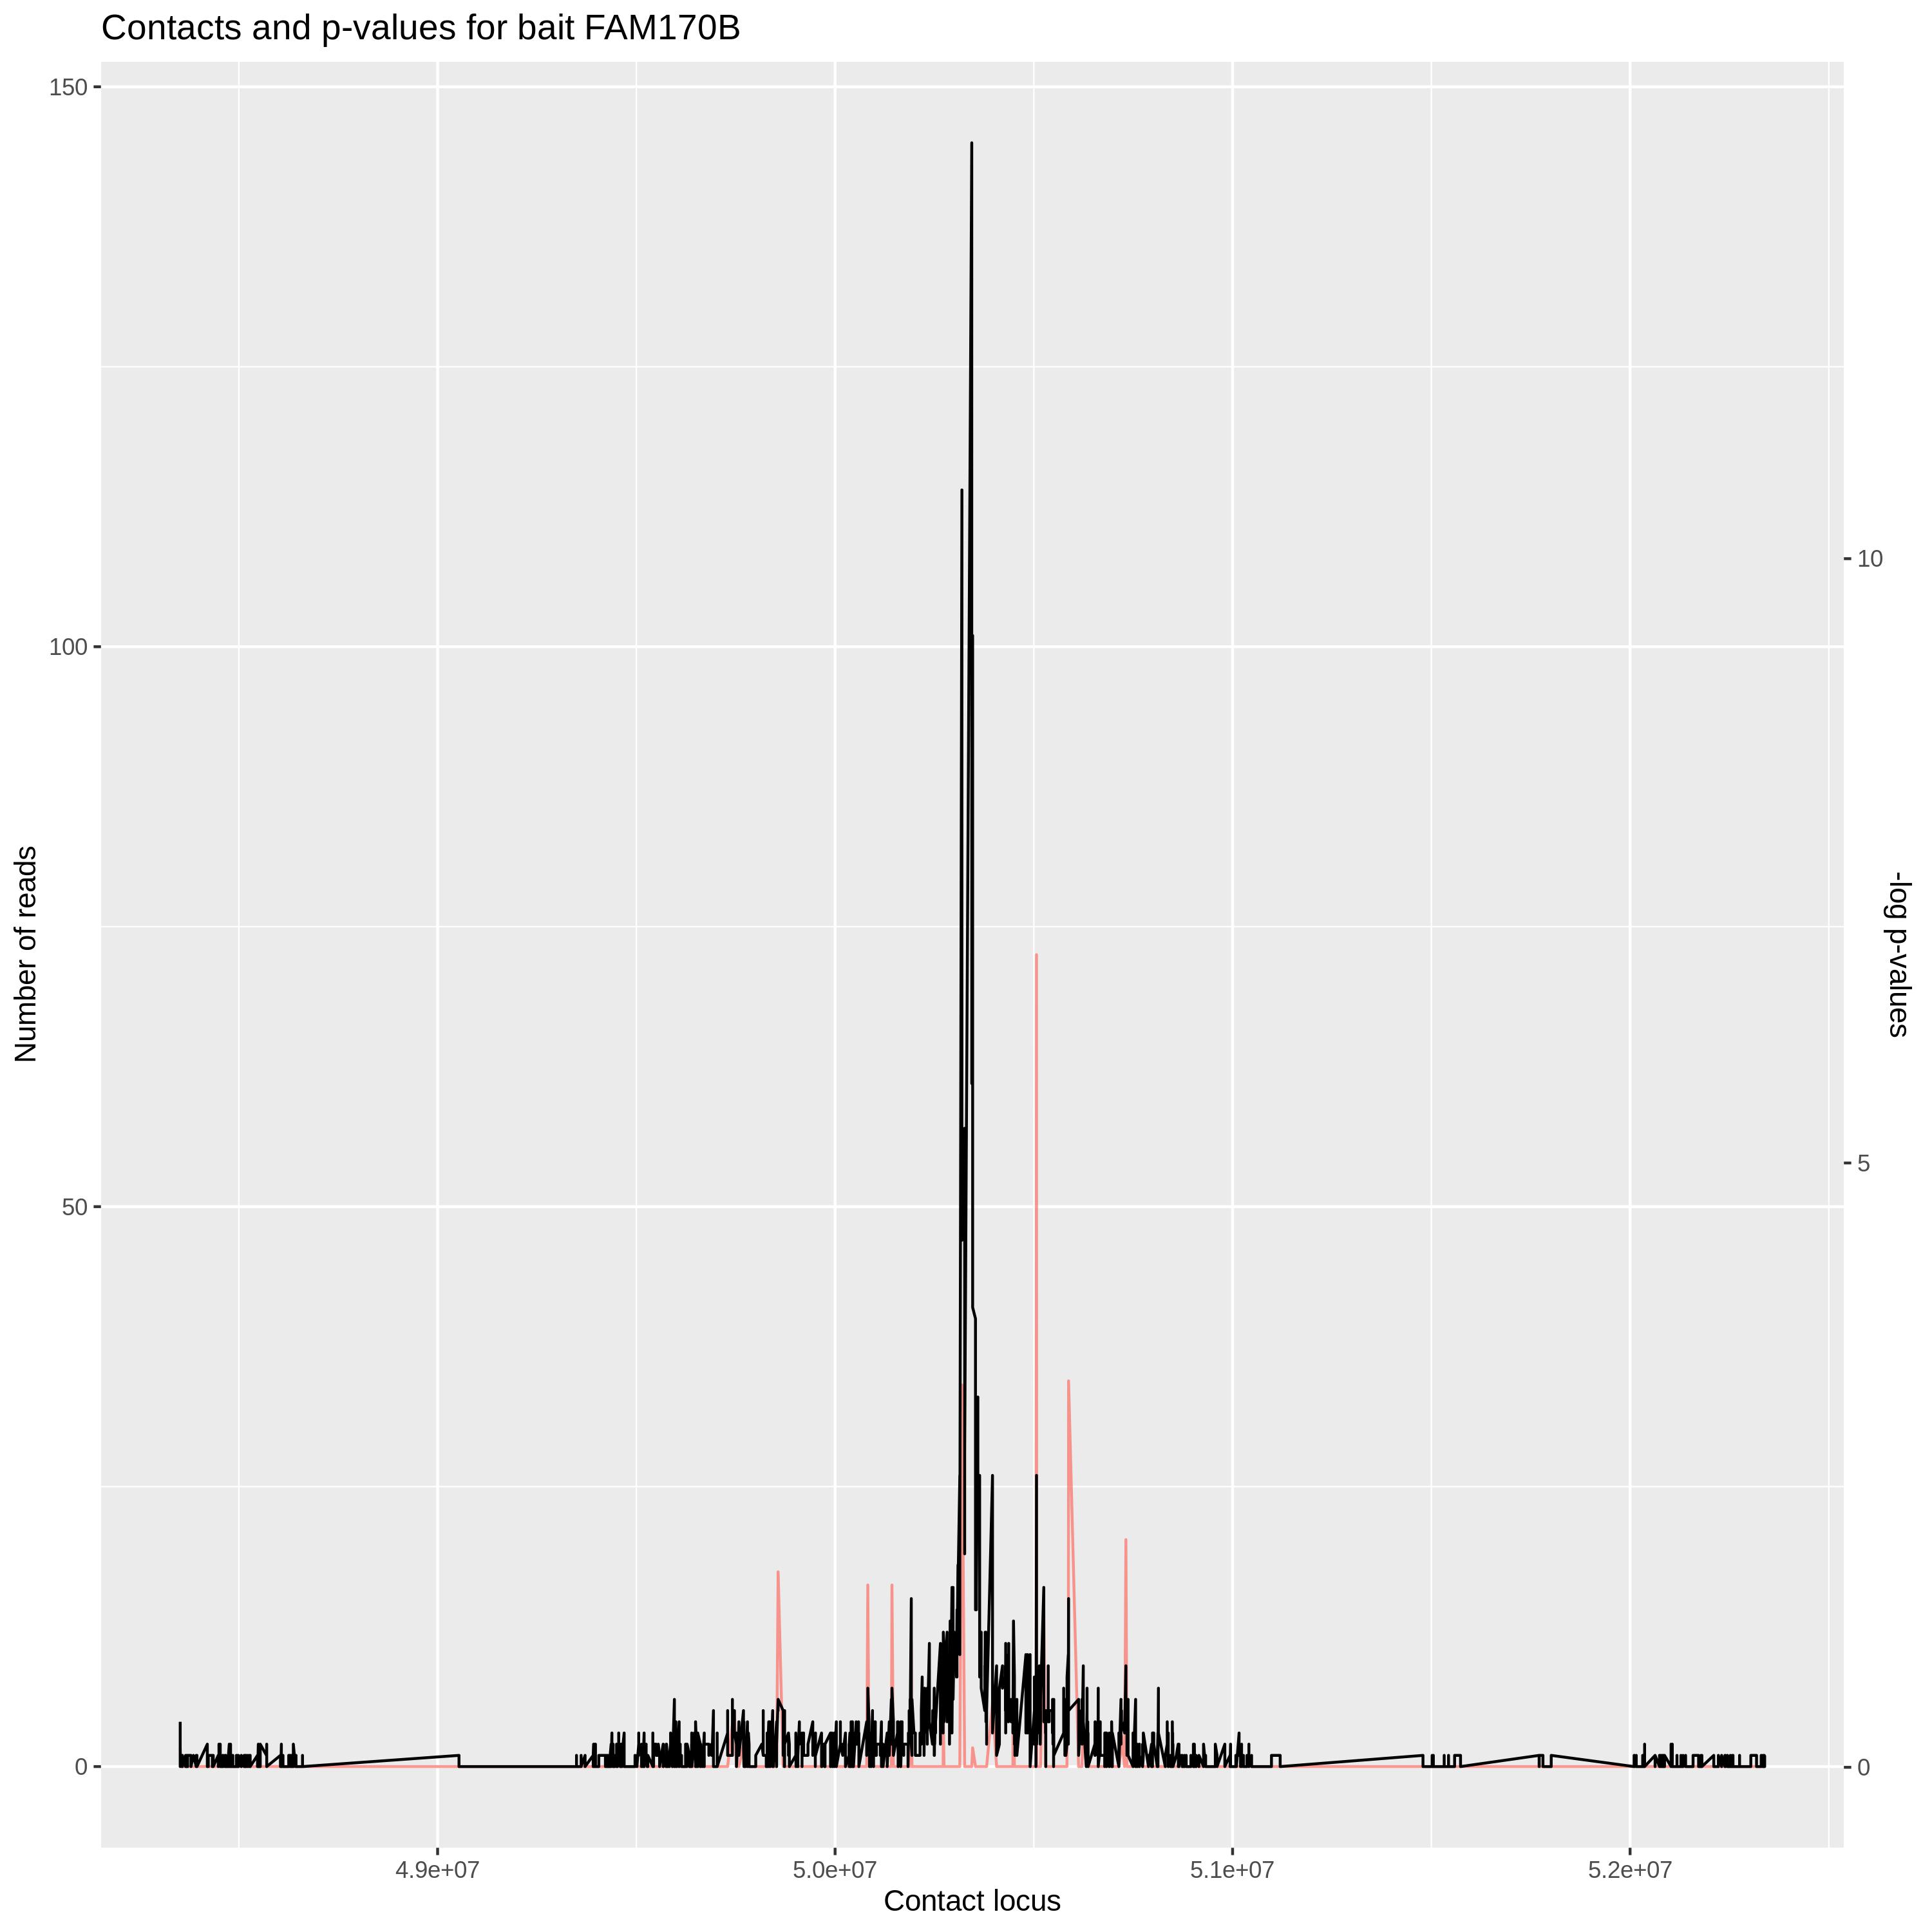 Contacts and p-values for bait FAM170B
150
100
50
0
Number of reads
10
5
0
-log p-values
4.9e+07
5.0e+07
5.1e+07
5.2e+07
Contact locus